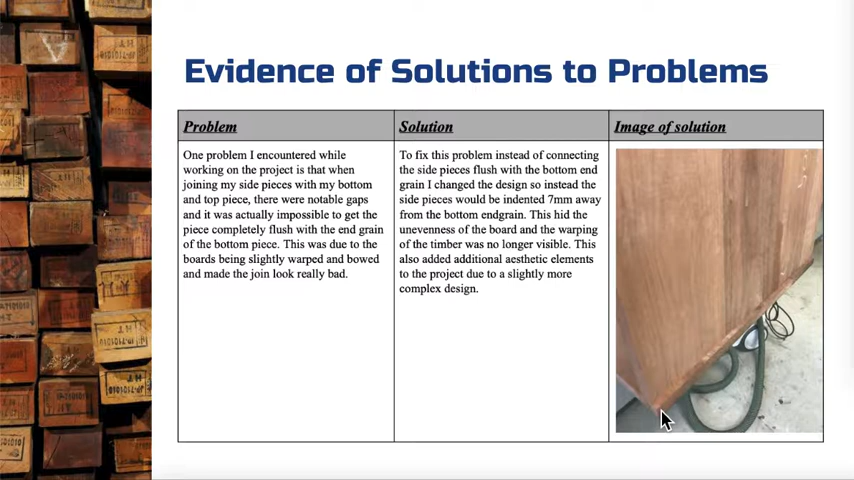 Evidence of Solutions to Problems
Problem
Solution
Image of solution
One problem I encountered while
working on the project is that when
joining my side pieces with my bottom
and top piece, there were notable gaps
and it was actually impossible to get the
piece completely flush with the end grain
of the bottom piece. This was due to the
boards being slightly warped and bowed
and made the join look really bad.
To fix this problem instead of connecting
the side pieces flush with the bottom end
grain I changed the design so instead the
side pieces would be indented 7mm away
from the bottom endgrain. This hid the
unevenness of the board and the warping
of the timber was no longer visible. This
also added additional aesthetic elements
to the project due to a slightly more
complex design.